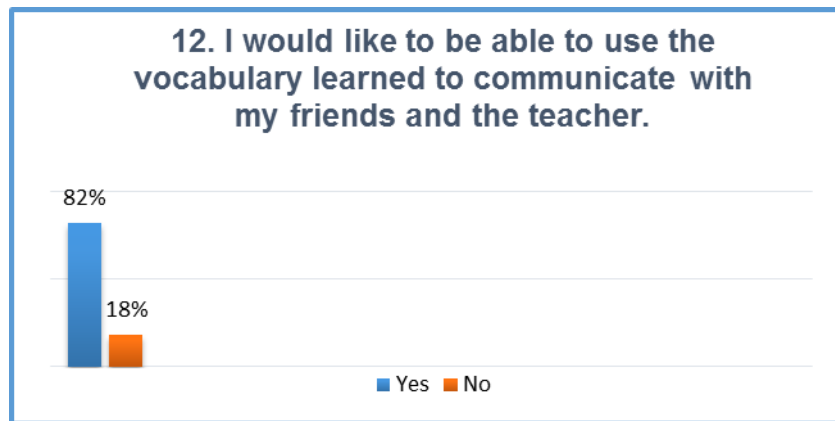 12. I would like to be able to use the
vocabulary learned to communicate with
my friends and the teacher.
82%
18%
Yes No